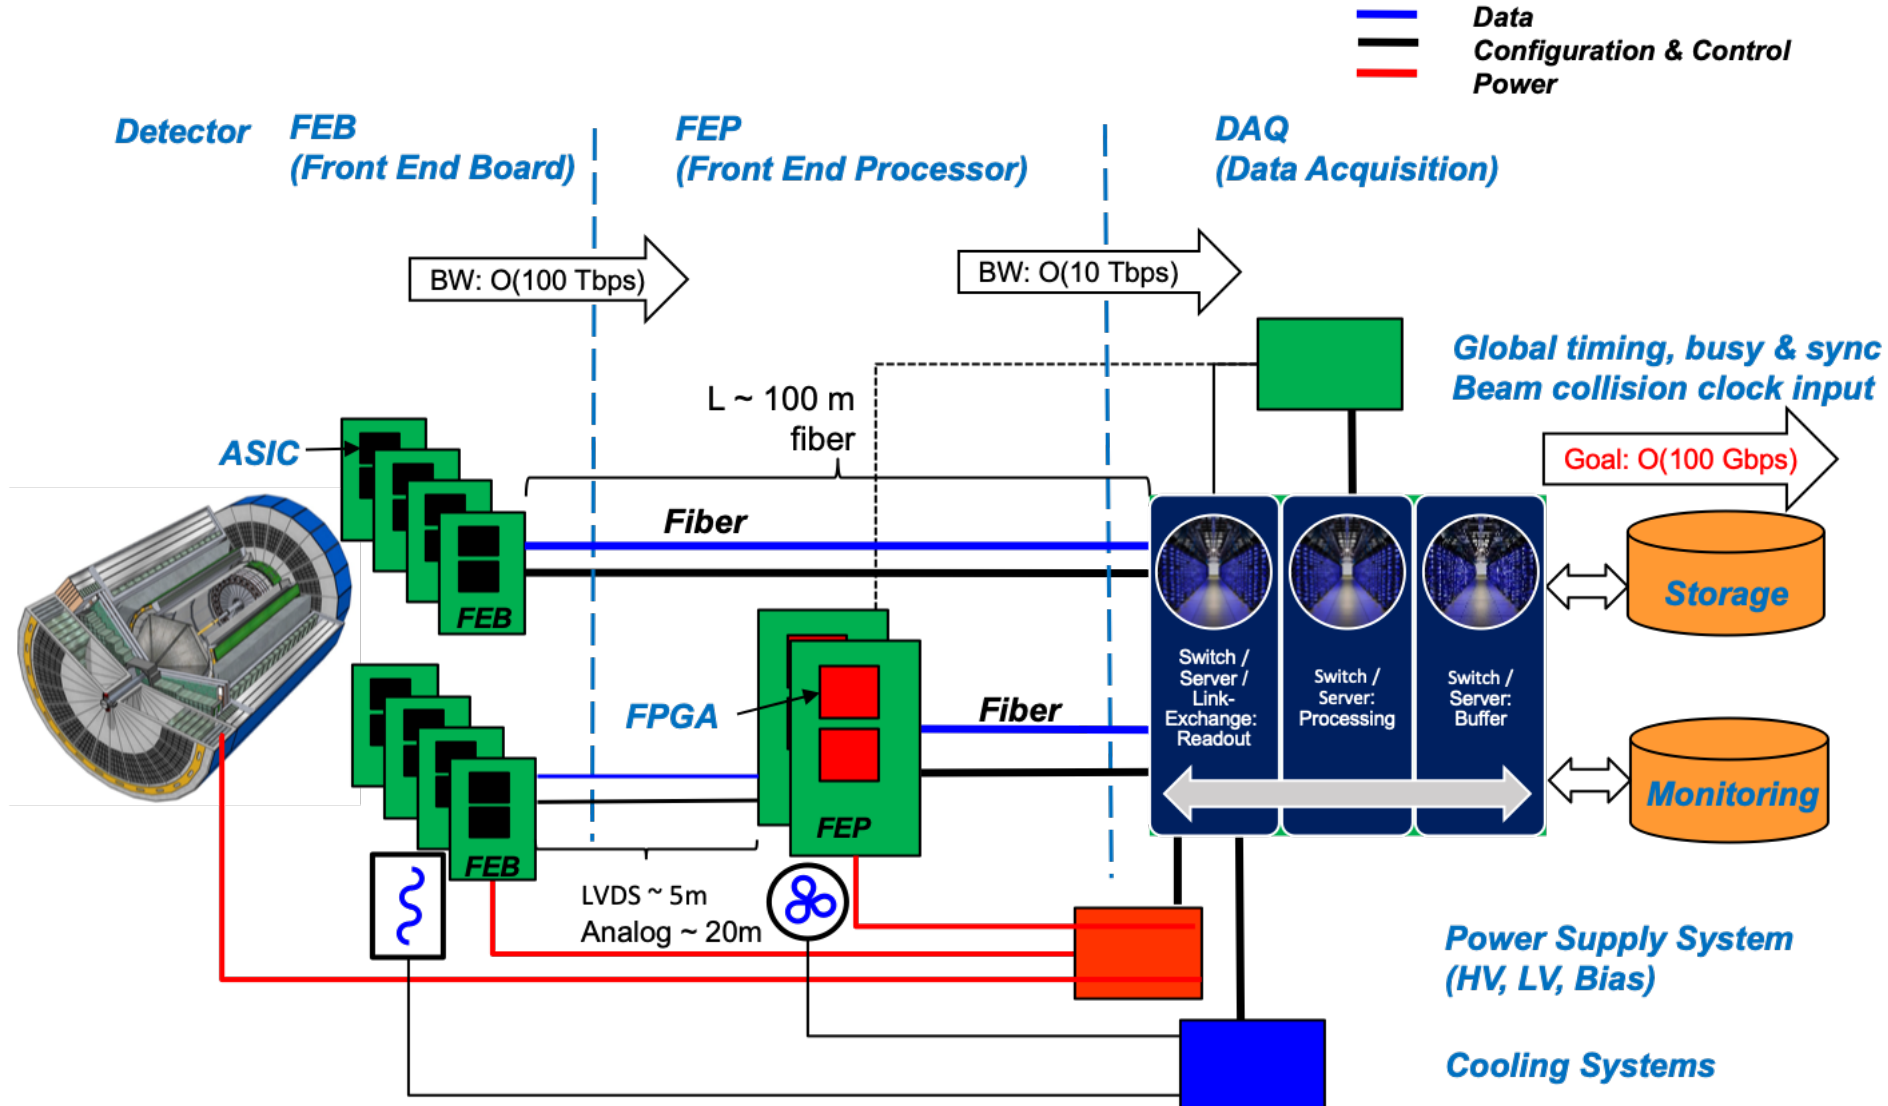 Data
Configuration & Control
Power
Detector
FEB
(Front End Board)
FEP
(Front End Processor)
DAQ
(Data Acquisition)
BW: O(100 Tbps)
BW: O(10 Tbps)
Global timing, busy & sync
Beam collision clock input
L ~ 100 m
fiber
ASIC
Goal: O(100 Gbps)
Fiber
FEB
Storage
Switch /
Server /
Link-
Exchange:
Readout
Switch /
Server:
Processing
Switch /
Server:
Buffer
FPGA
Fiber
FEP
Monitoring
FEB
LVDS ~ 5m
Analog ~ 20m
Power Supply System
(HV, LV, Bias)
Cooling Systems